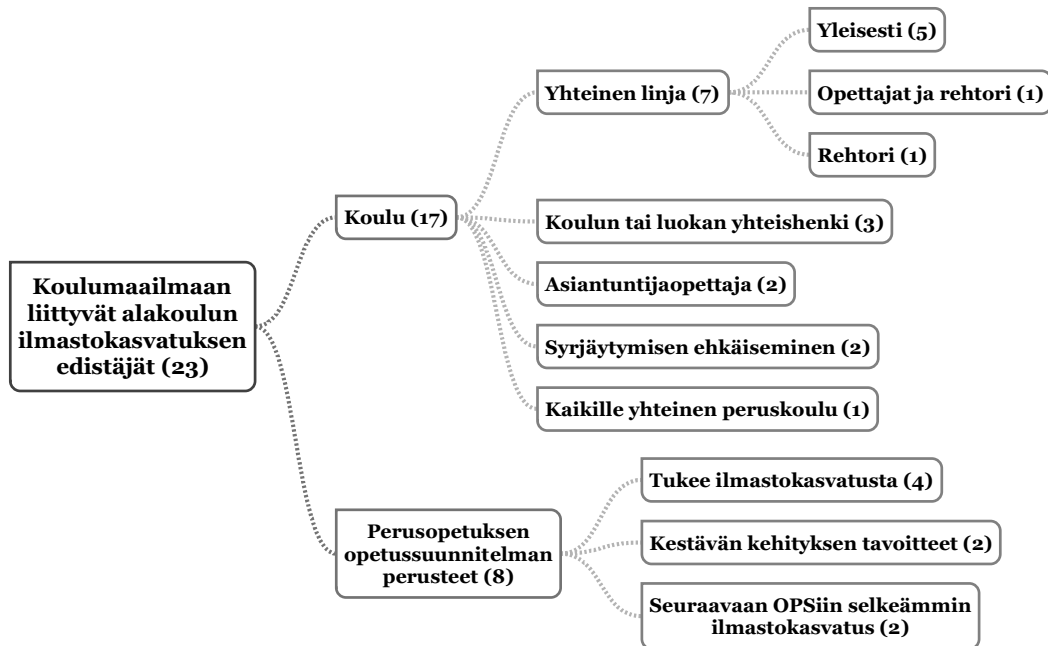 Koulumaailmaan
liittyvät alakoulun
ilmastokasvatuksen
edistäjät (23)
Koulu (17)
Yhteinen linja (7)
Yleisesti (5)
Opettajat ja rehtori (1)
Rehtori (1)
Koulun tai luokan yhteishenki (3)
Asiantuntijaopettaja (2)
Syrjäytymisen ehkäiseminen (2)
Kaikille yhteinen peruskoulu (1)
Perusopetuksen
opetussuunnitelman
perusteet (8)
Tukee ilmastokasvatusta (4)
Kestävän kehityksen tavoitteet (2)
Seuraavaan OPSiin selkeämmin
ilmastokasvatus (2)